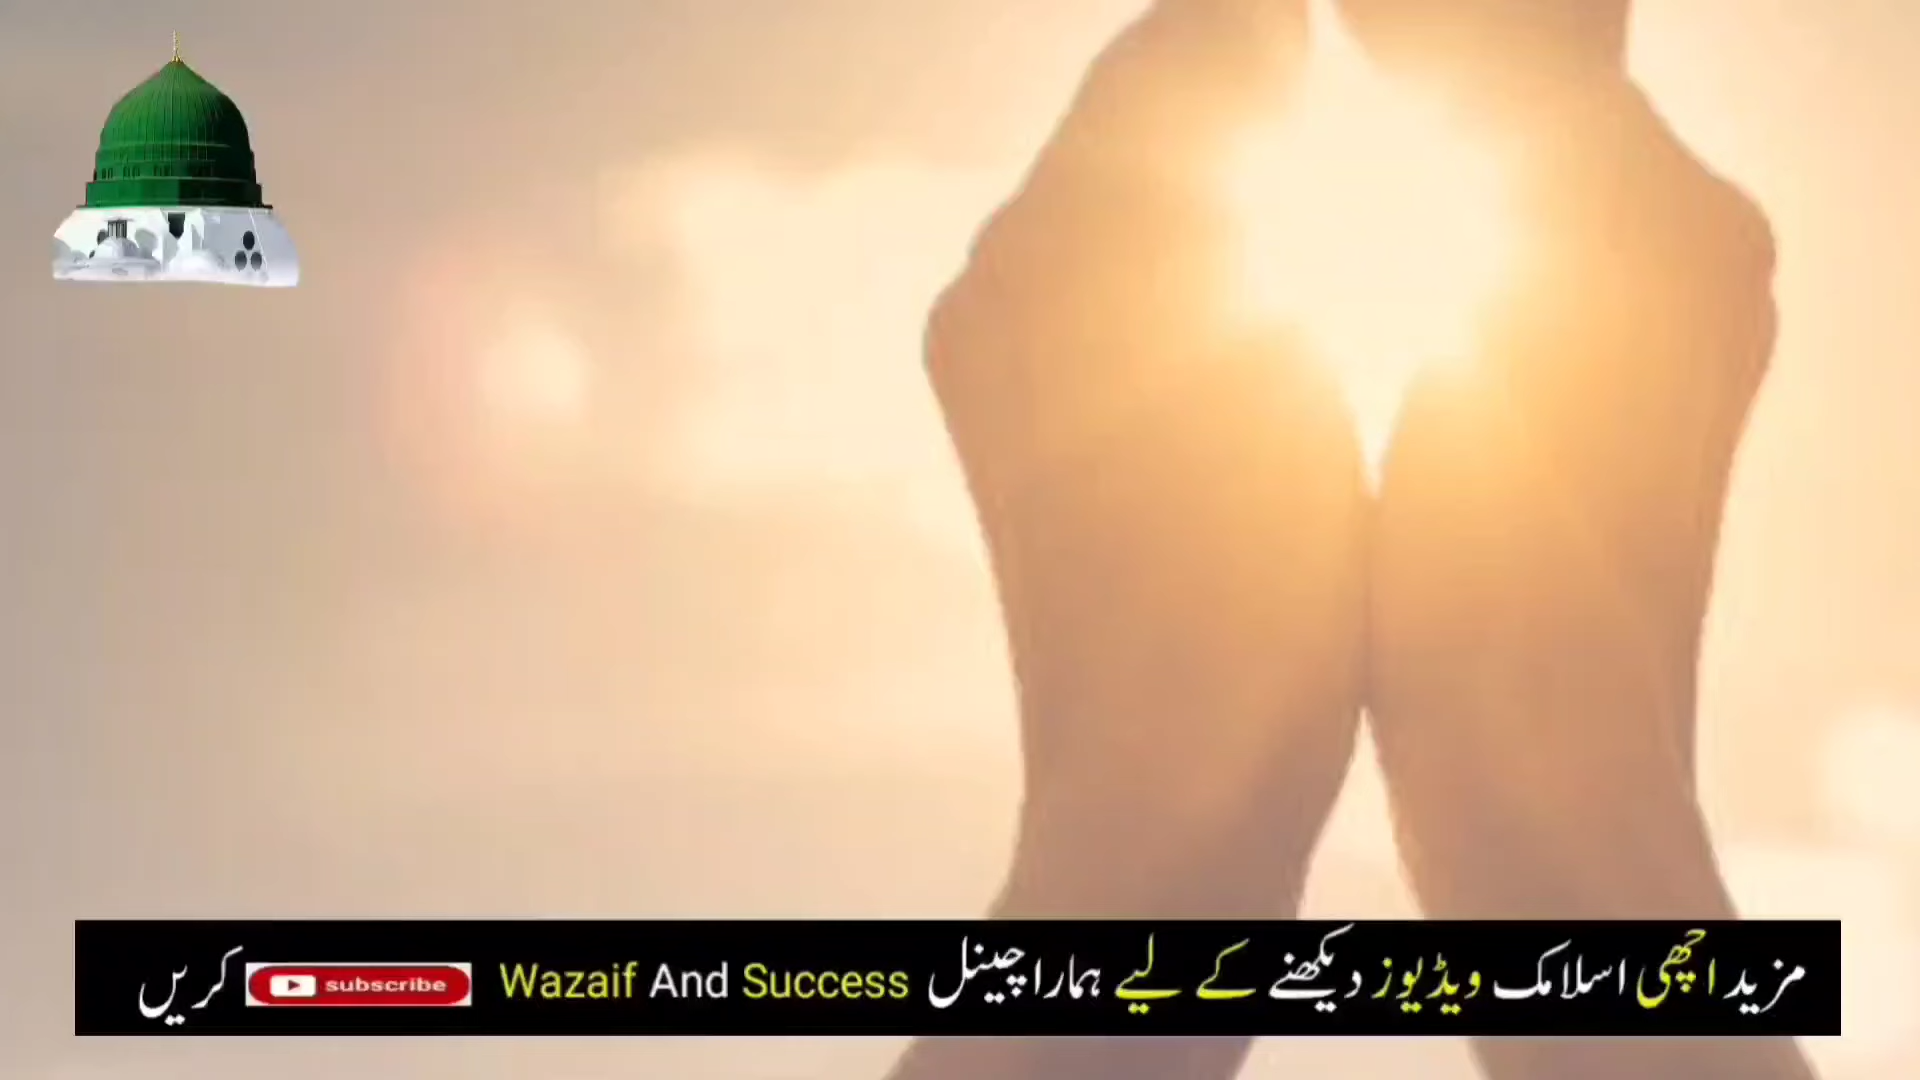 مزید اچھی اسلامک ویڈیوز دیکھنے کے لیے ہمارا چینل Wazaif And Success subscribe کریں